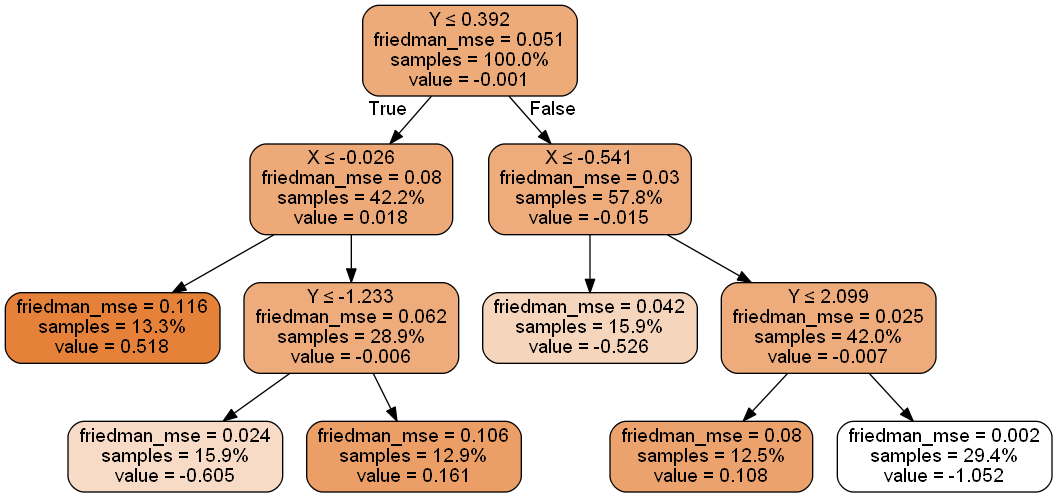 Y ≤ 0.392
friedman_mse = 0.051
samples = 100.0%
value = -0.001
True
False
X ≤ -0.026
friedman_mse = 0.08
samples = 42.2%
value = 0.018
X ≤ -0.541
friedman_mse = 0.03
samples = 57.8%
value = -0.015
friedman_mse = 0.116
samples = 13.3%
value = 0.518
Y ≤ -1.233
friedman_mse = 0.062
samples = 28.9%
value = -0.006
friedman_mse = 0.042
samples = 15.9%
value = -0.526
Y ≤ 2.099
friedman_mse = 0.025
samples = 42.0%
value = -0.007
friedman_mse = 0.024
samples = 15.9%
value = -0.605
friedman_mse = 0.106
samples = 12.9%
value = 0.161
friedman_mse = 0.08
samples = 12.5%
value = 0.108
friedman_mse = 0.002
samples = 29.4%
value = -1.052